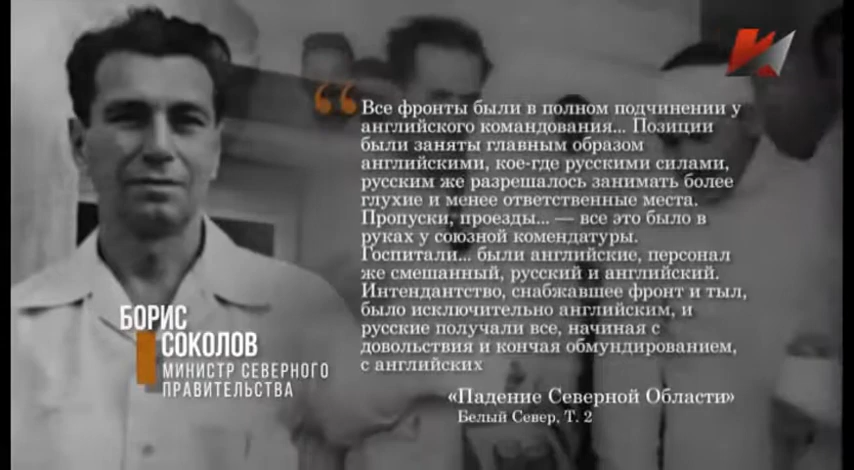 “
Все фронты были в полном подчинении у
английского командования... Позиции
были заняты главным образом
английскими, кое-где русскими силами,
русским же разрешалось занимать более
глухие и менее ответственные места.
Пропуски, проезды... — все это было в
руках у союзной комендатуры.
Госпитали... были английские, персонал
же смешанный, русский и английский.
Интендантство, снабжавшее фронт и тыл,
было исключительно английским, и
русские получали все, начиная с
довольствия и кончая обмундированием,
с английских
«Падение Северной Области»
Белый Север, Т. 2
БОРИС
СОКОЛОВ
МИНИСТР СЕВЕРНОГО
ПРАВИТЕЛЬСТВА